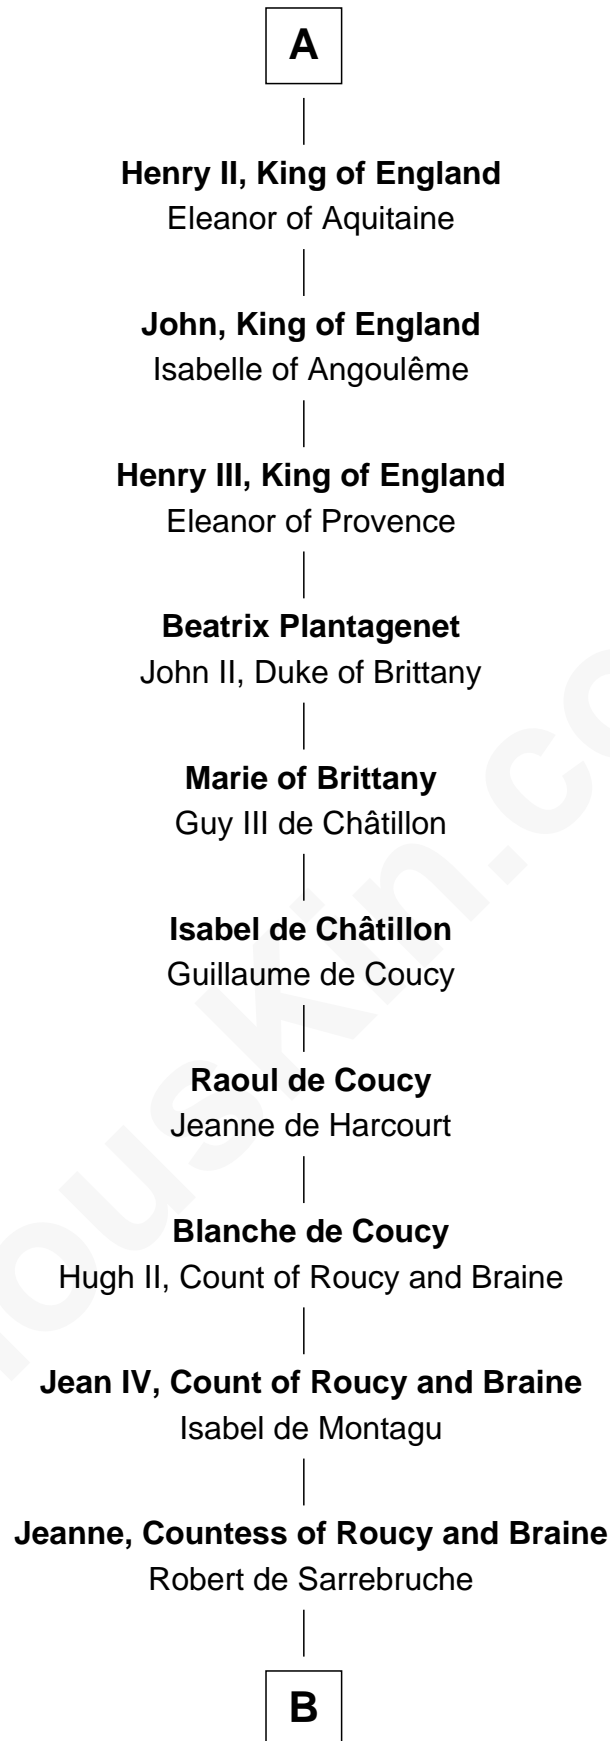 A
Henry II, King of England
Eleanor of Aquitaine
John, King of England
Isabelle of Angoulême
Henry III, King of England
Eleanor of Provence
Beatrix Plantagenet
John II, Duke of Brittany
Marie of Brittany
Guy III de Châtillon
Isabel de Châtillon
Guillaume de Coucy
Raoul de Coucy
Jeanne de Harcourt
Blanche de Coucy
Hugh II, Count of Roucy and Braine
Jean IV, Count of Roucy and Braine
Isabel de Montagu
Jeanne, Countess of Roucy and Braine
Robert de Sarrebruche
B